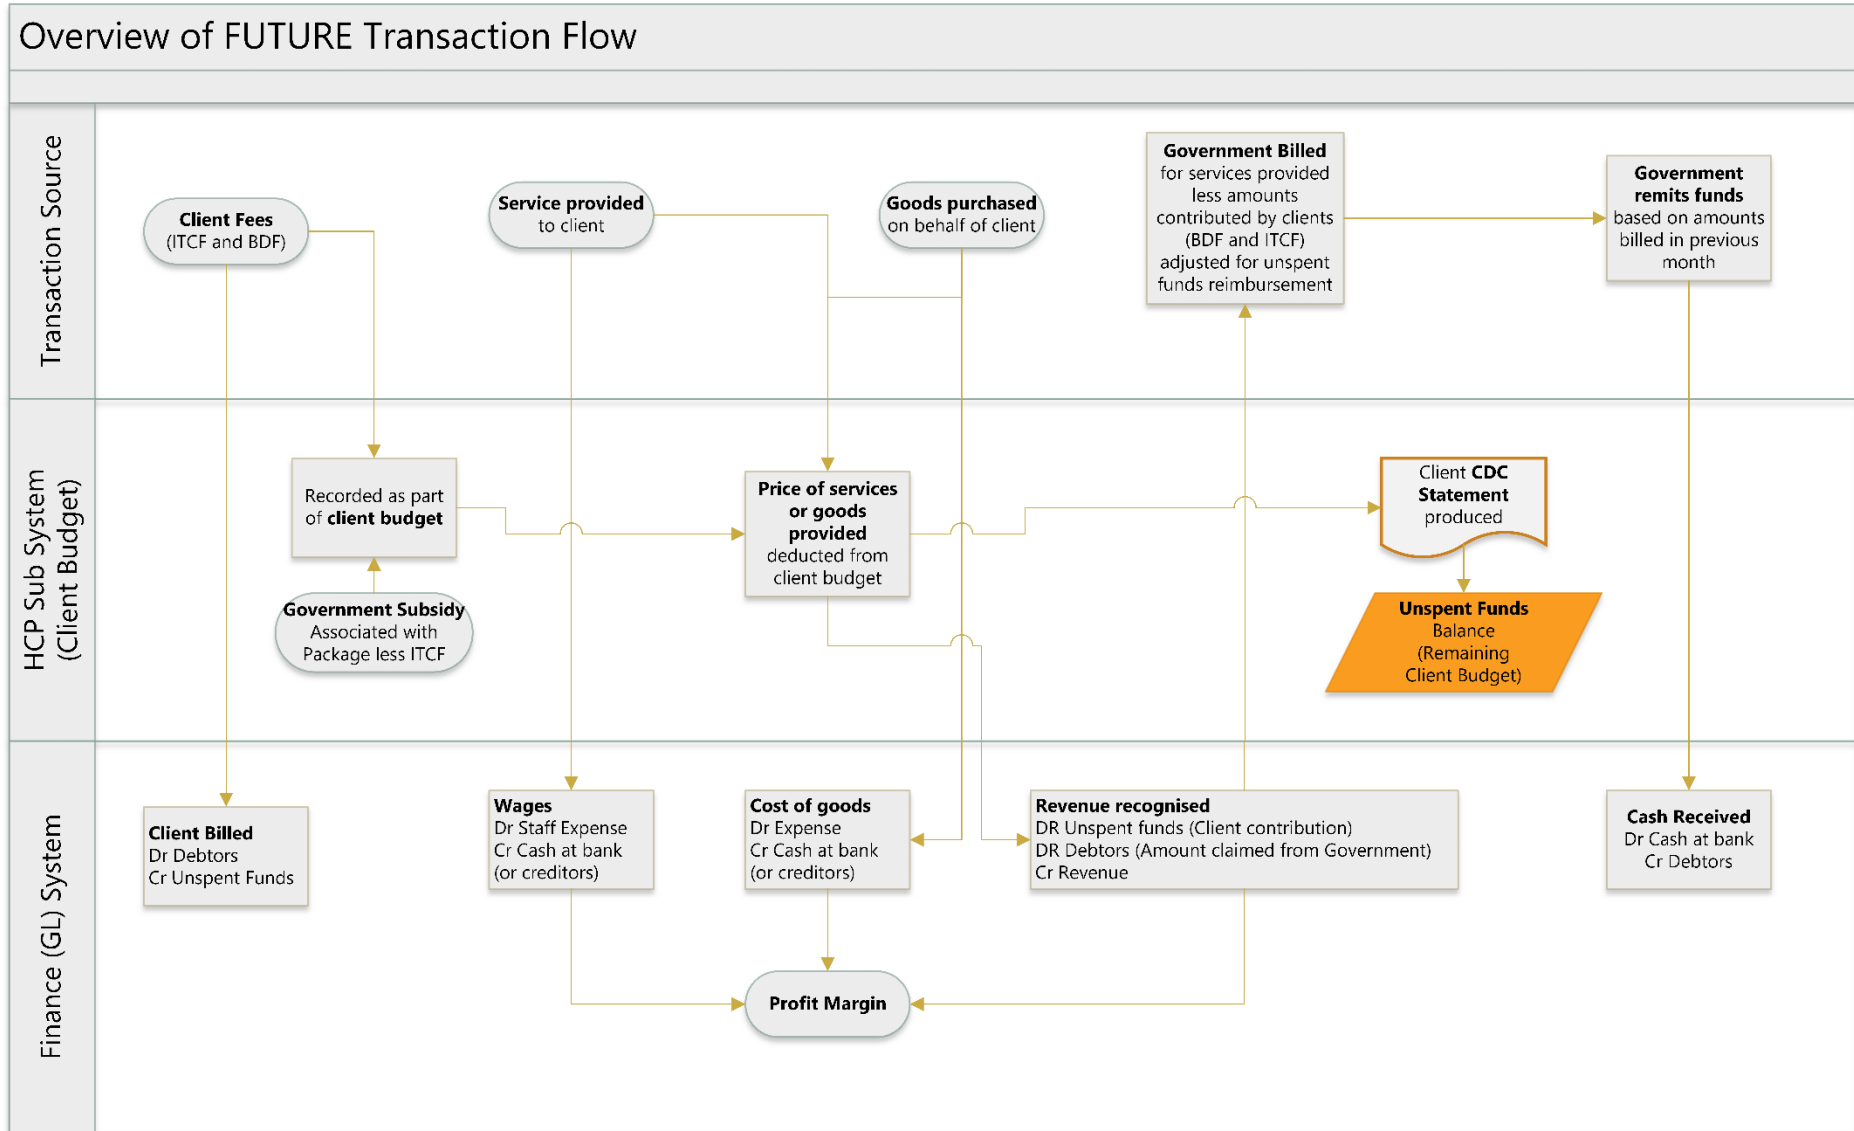 Overview of FUTURE Transaction Flow
Transaction Source
Client Fees
(ITCF and BDF)
Service provided
to client
Goods purchased
on behalf of client
Government Billed
for services provided
less amounts
contributed by clients
(BDF and ITCF)
adjusted for unspent
funds reimbursement
Government
remits funds
based on amounts
billed in previous
month
HCP Sub System
(Client Budget)
Recorded as part
of client budget
Government Subsidy
Associated with
Package less ITCF
Price of services
or goods
provided
deducted from
client budget
Client CDC
Statement
produced
Unspent Funds
Balance
(Remaining
Client Budget)
Finance (GL) System
Client Billed
Dr Debtors
Cr Unspent Funds
Wages
Dr Staff Expense
Cr Cash at bank
(or creditors)
Cost of goods
Dr Expense
Cr Cash at bank
(or creditors)
Revenue recognised
DR Unspent funds (Client contribution)
DR Debtors (Amount claimed from Government)
Cr Revenue
Cash Received
Dr Cash at bank
Cr Debtors
Profit Margin